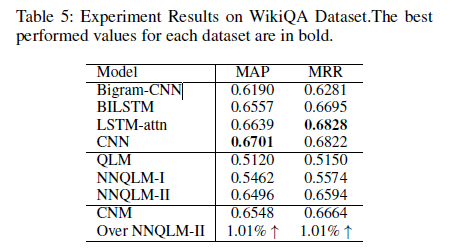 Table 5: Experiment Results on WikiQA Dataset.The best
performed values for each dataset are in bold.
Model MAP MRR
Bigram-CNN 0.6190 0.6281
BILSTM 0.6557 0.6695
LSTM-attn 0.6639 0.6828
CNN 0.6701 0.6822
QLM 0.5120 0.5150
NNQLM-I 0.5462 0.5574
NNQLM-II 0.6496 0.6594
CNM 0.6548 0.6664
Over NNQLM-II 1.01% ↑ 1.01% ↑